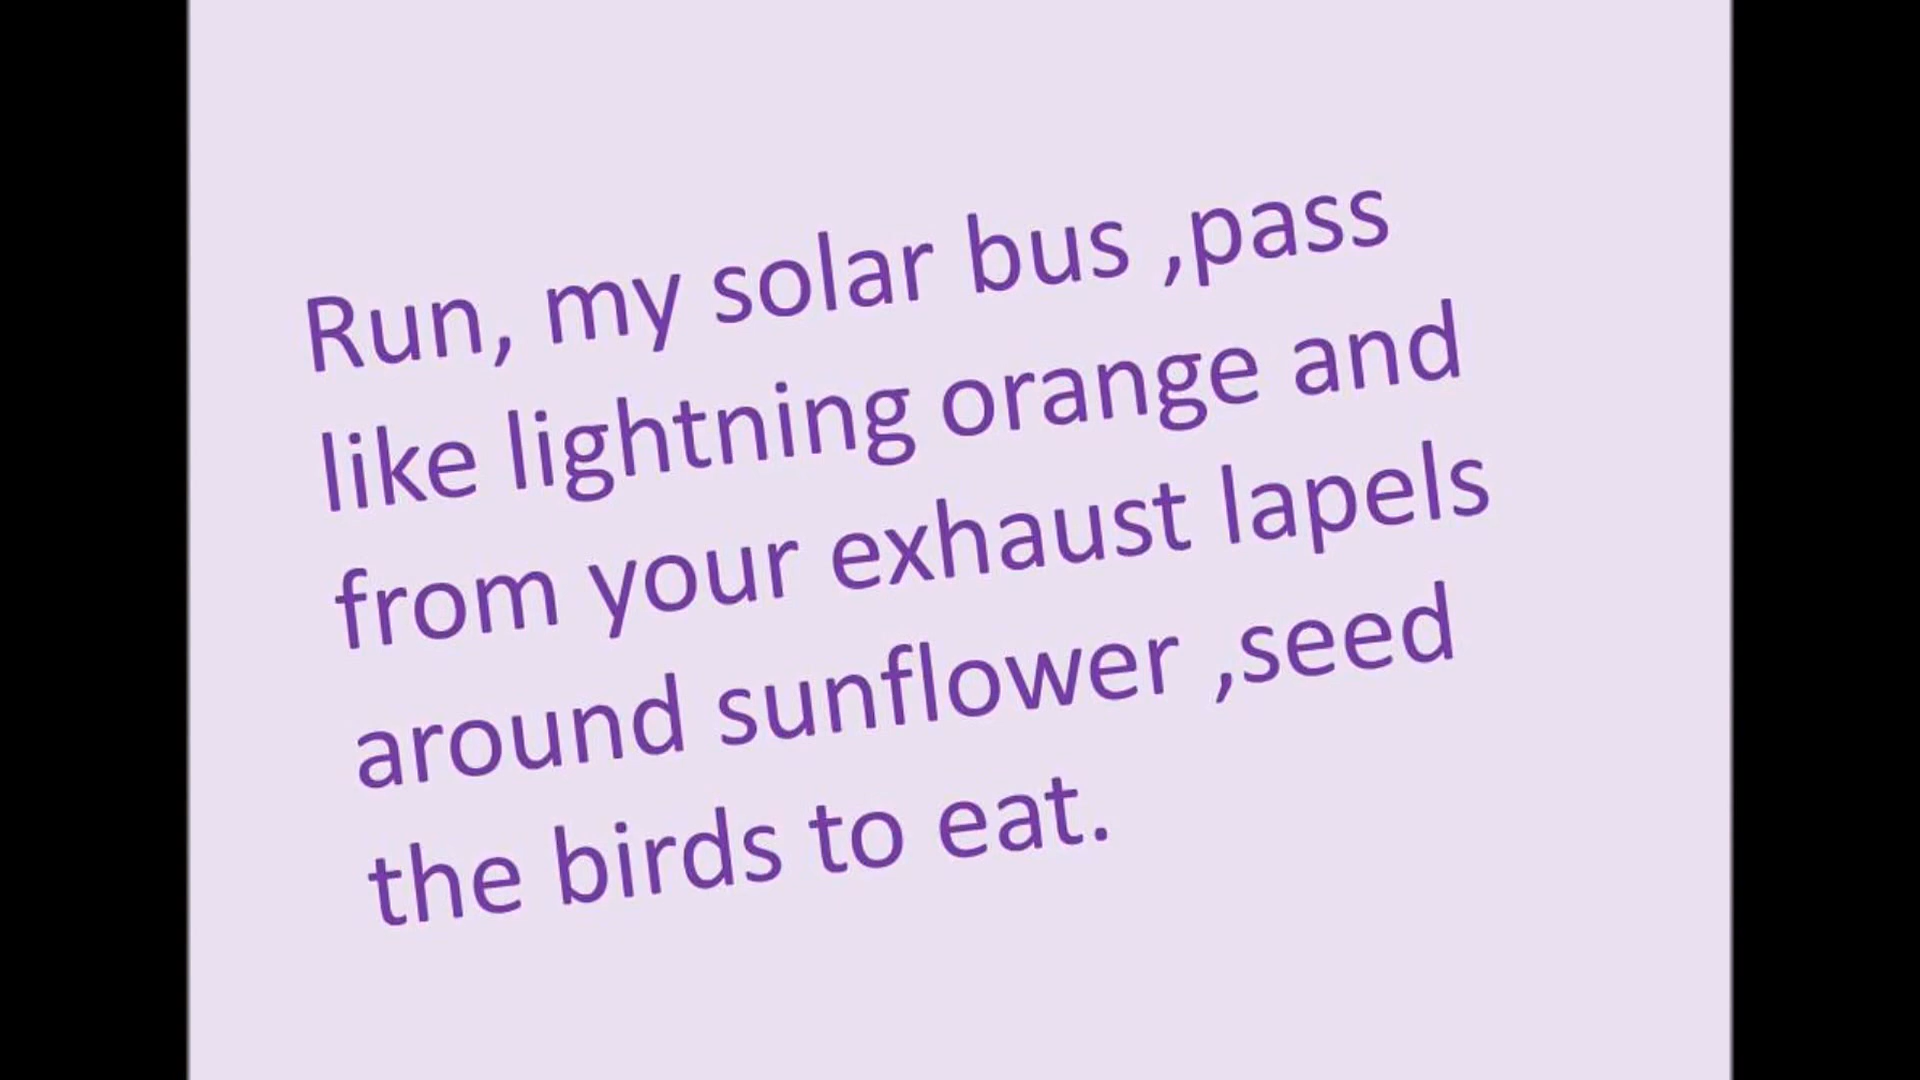 Run, my solar bus ,pass
like lightning orange and
from your exhaust lapels
around sunflower ,seed
the birds to eat.